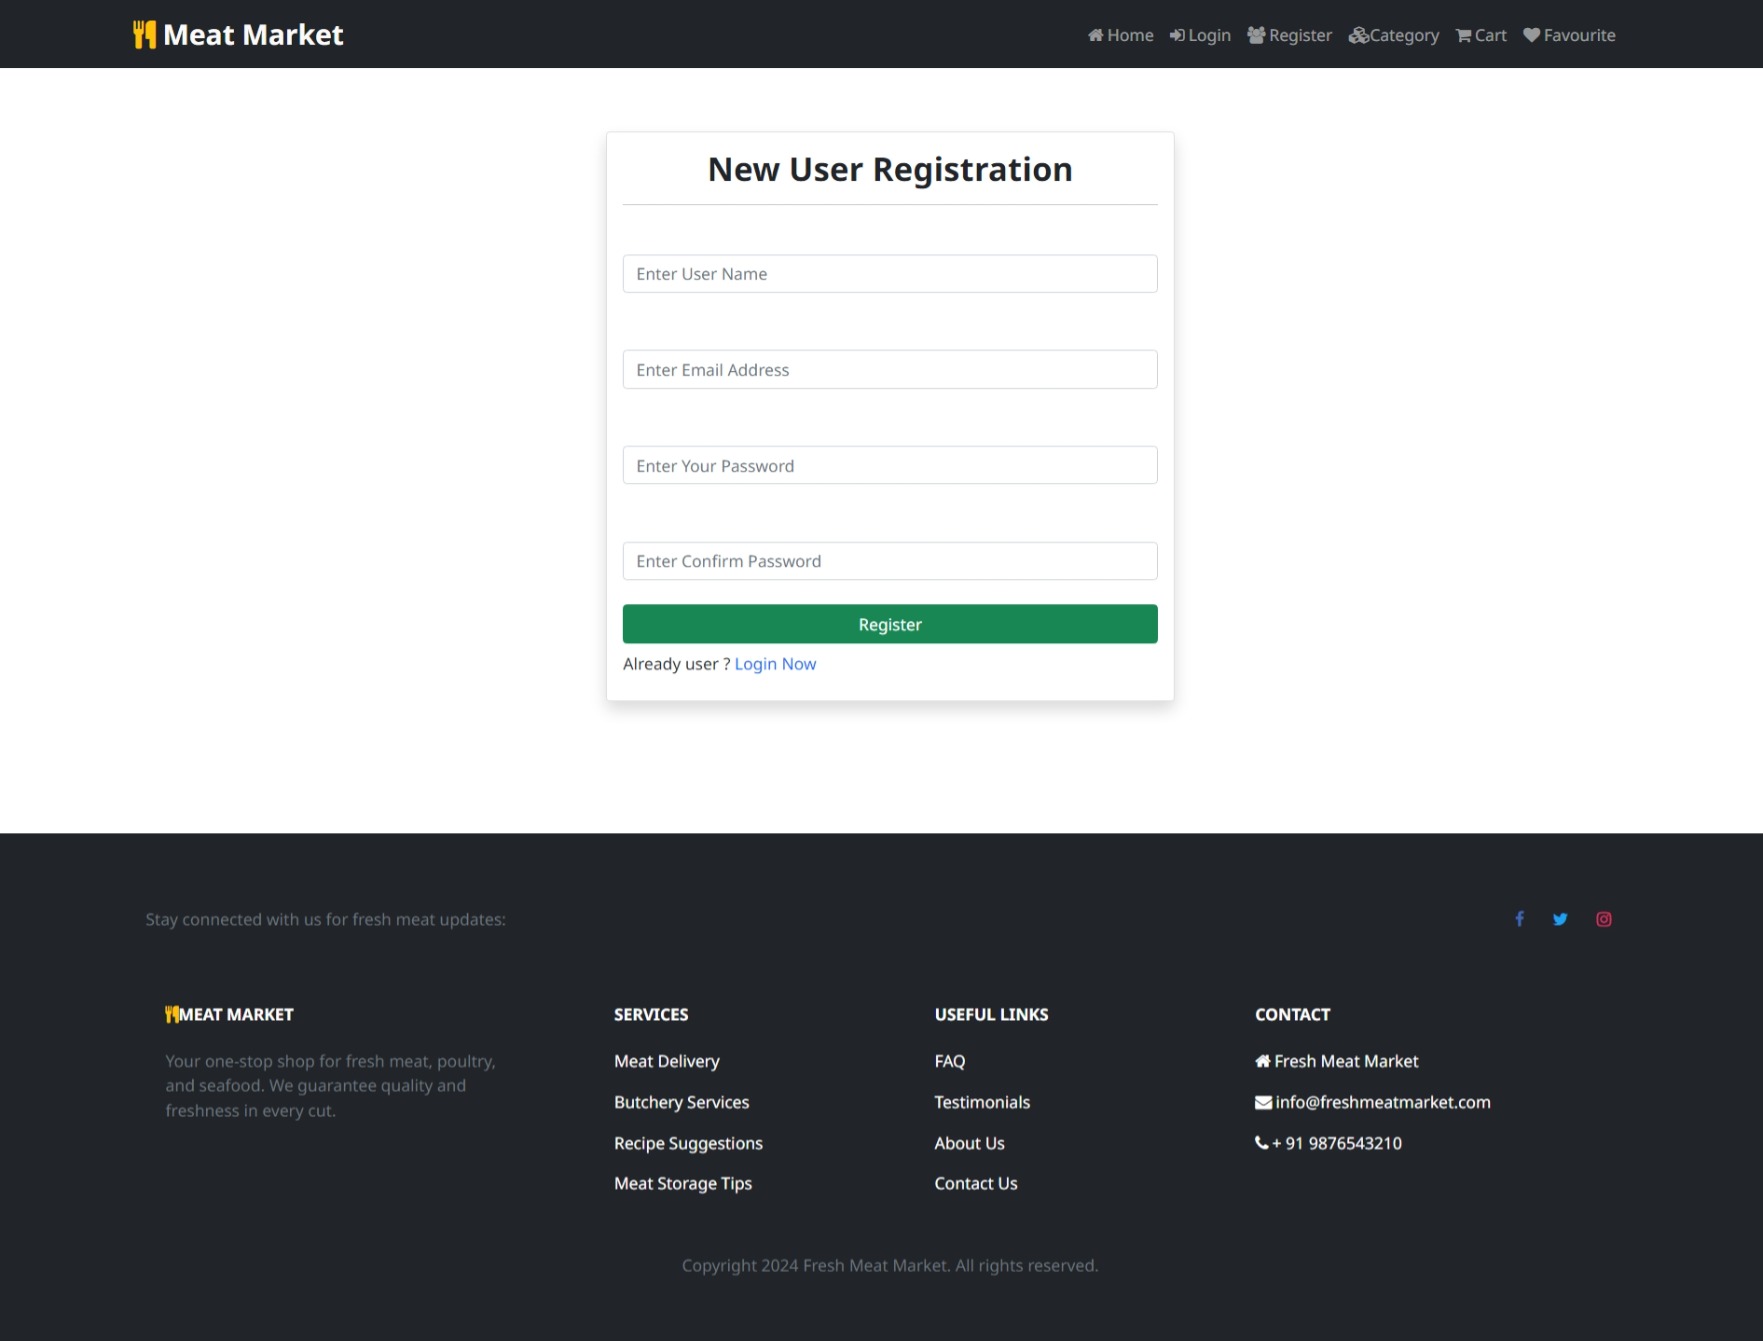 Meat Market
Home Login Register Category Cart Favourite
New User Registration
Enter User Name
Enter Email Address
Enter Your Password
Enter Confirm Password
Register
Already user ? Login Now
Stay connected with us for fresh meat updates:
MEAT MARKET
Your one-stop shop for fresh meat, poultry,
and seafood. We guarantee quality and
freshness in every cut.
SERVICES
Meat Delivery
Butchery Services
Recipe Suggestions
Meat Storage Tips
USEFUL LINKS
FAQ
Testimonials
About Us
Contact Us
CONTACT
Fresh Meat Market
info@freshmeatmarket.com
+ 91 9876543210
Copyright 2024 Fresh Meat Market. All rights reserved.